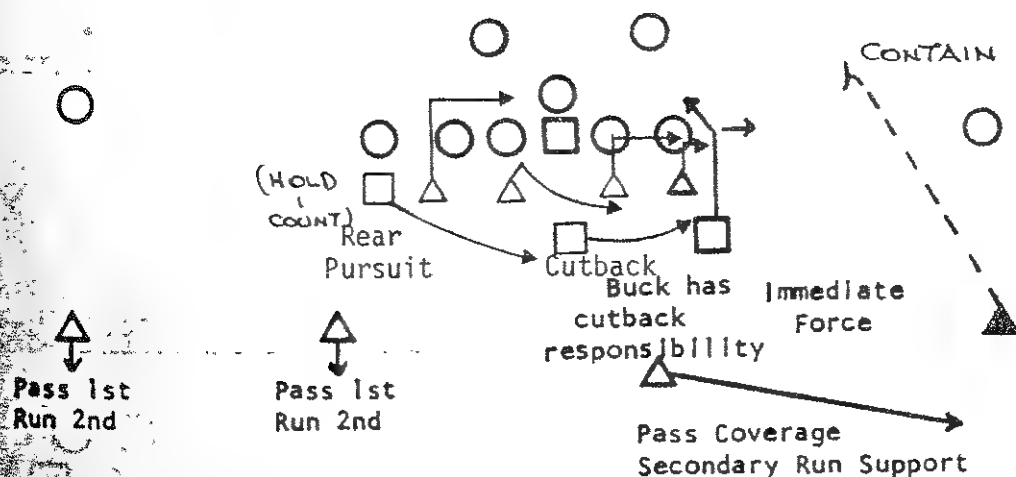 CONTAIN
(HOLD
1
COUNT)
Rear
Pursuit
Cutback
Buck has
cutback
responsibility
Immediate
Force
Pass 1st
Run 2nd
Pass 1st
Run 2nd
Pass Coverage
Secondary Run Support